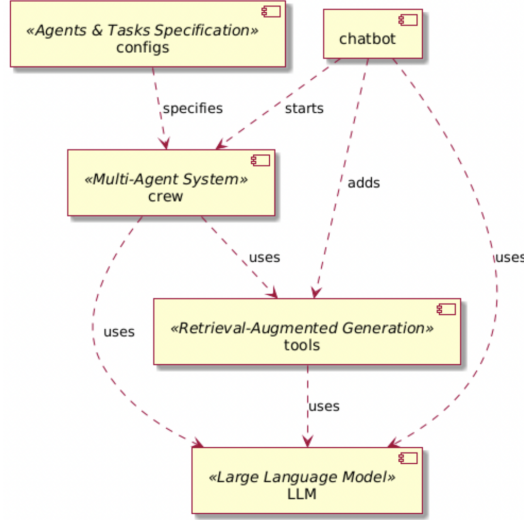 «Agents & Tasks Specification»
configs
chatbot
specifies
starts
adds
«Multi-Agent System»
crew
uses
uses
«Retrieval-Augmented Generation»
tools
uses
uses
«Large Language Model»
LLM